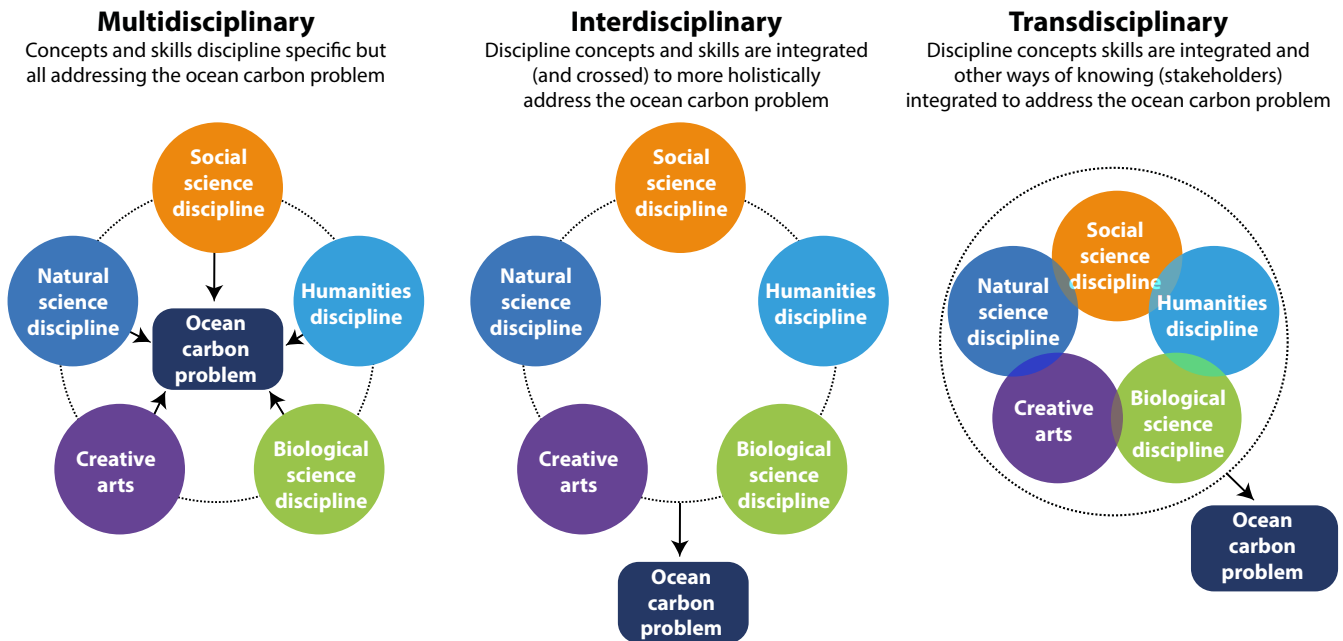 Multidisciplinary
Concepts and skills discipline specific but
all addressing the ocean carbon problem
Social
science
discipline
Natural
science
discipline
Humanities
discipline
Ocean
carbon
problem
Creative
arts
Biological
science
discipline
Interdisciplinary
Discipline concepts and skills are integrated
(and crossed) to more holistically
address the ocean carbon problem
Social
science
discipline
Natural
science
discipline
Humanities
discipline
Creative
arts
Biological
science
discipline
Ocean
carbon
problem
Transdisciplinary
Discipline concepts skills are integrated and
other ways of knowing (stakeholders)
integrated to address the ocean carbon problem
Social
science
discipline
Natural
science
discipline
Humanities
discipline
Creative
arts
Biological
science
discipline
Ocean
carbon
problem